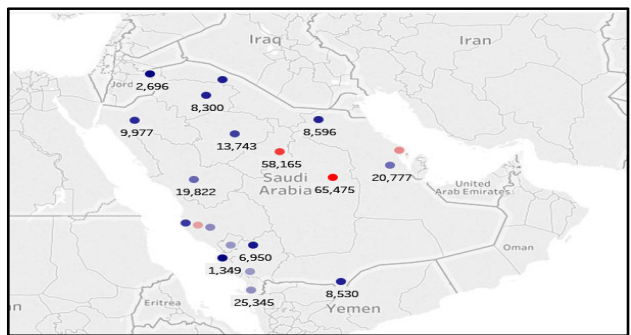 Iraq
Iran
Jord
2,696
8,300
9,977
8,596
13,743
58,165
20,777
Saudi
Arabia
65,475
19,822
United
Arab Emirates
Oman
6,950
1,349
25,345
8,530
Eritrea
Yemen
n